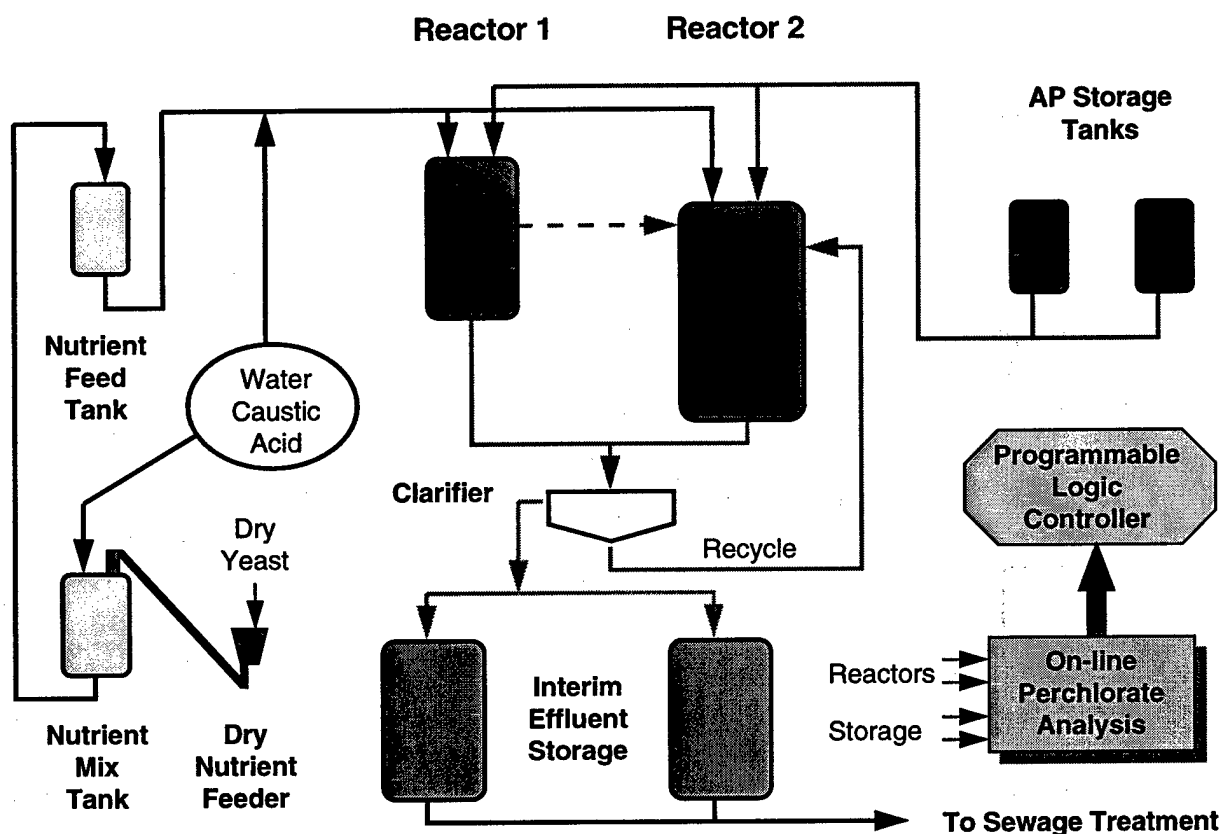 Reactor 1
Reactor 2
AP Storage
Tanks
Nutrient
Feed
Tank
Water
Caustic
Acid
Programmable
Logic
Controller
Clarifier
Dry
Yeast
Recycle
Reactors
Storage
On-line
Perchlorate
Analysis
Interim
Effluent
Storage
Nutrient
Mix
Tank
Dry
Nutrient
Feeder
To Sewage Treatment